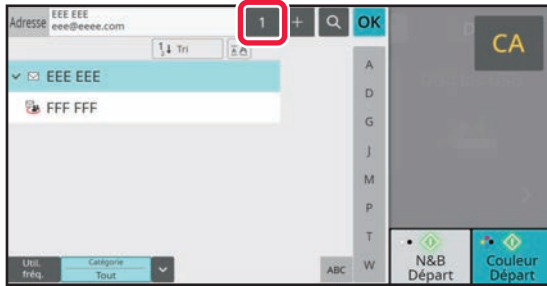 Adresse
EEE EEE
eee@eeee.com
1
+
OK
CA
Tri
EEE EEE
FFF FFF
A
D
G
J
M
P
T
W
Util.
fréq.
Catégorie
Tout
ABC
N&B
Départ
Couleur
Départ